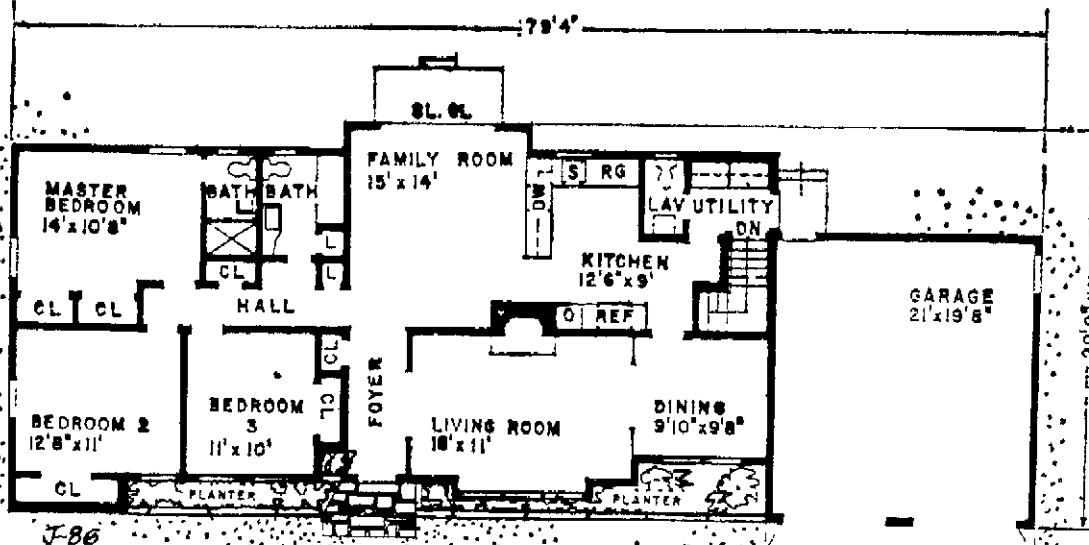 79'4"
SL. GL.
FAMILY ROOM
15' x 14'
S RG
DW
MASTER
BEDROOM
14' x 10'8"
BATH
BATH
LAV
UTILITY
DN
L
L
CL
CL
CL
HALL
KITCHEN
12'6" x 9'
O REF
GARAGE
21' x 19'8"
CL
CL
FOYER
BEDROOM 2
12'8" x 11'
BEDROOM
3
11' x 10'
LIVING ROOM
18' x 11'
DINING
9'10" x 9'8"
CL
PLANTER
PLANTER
J-86